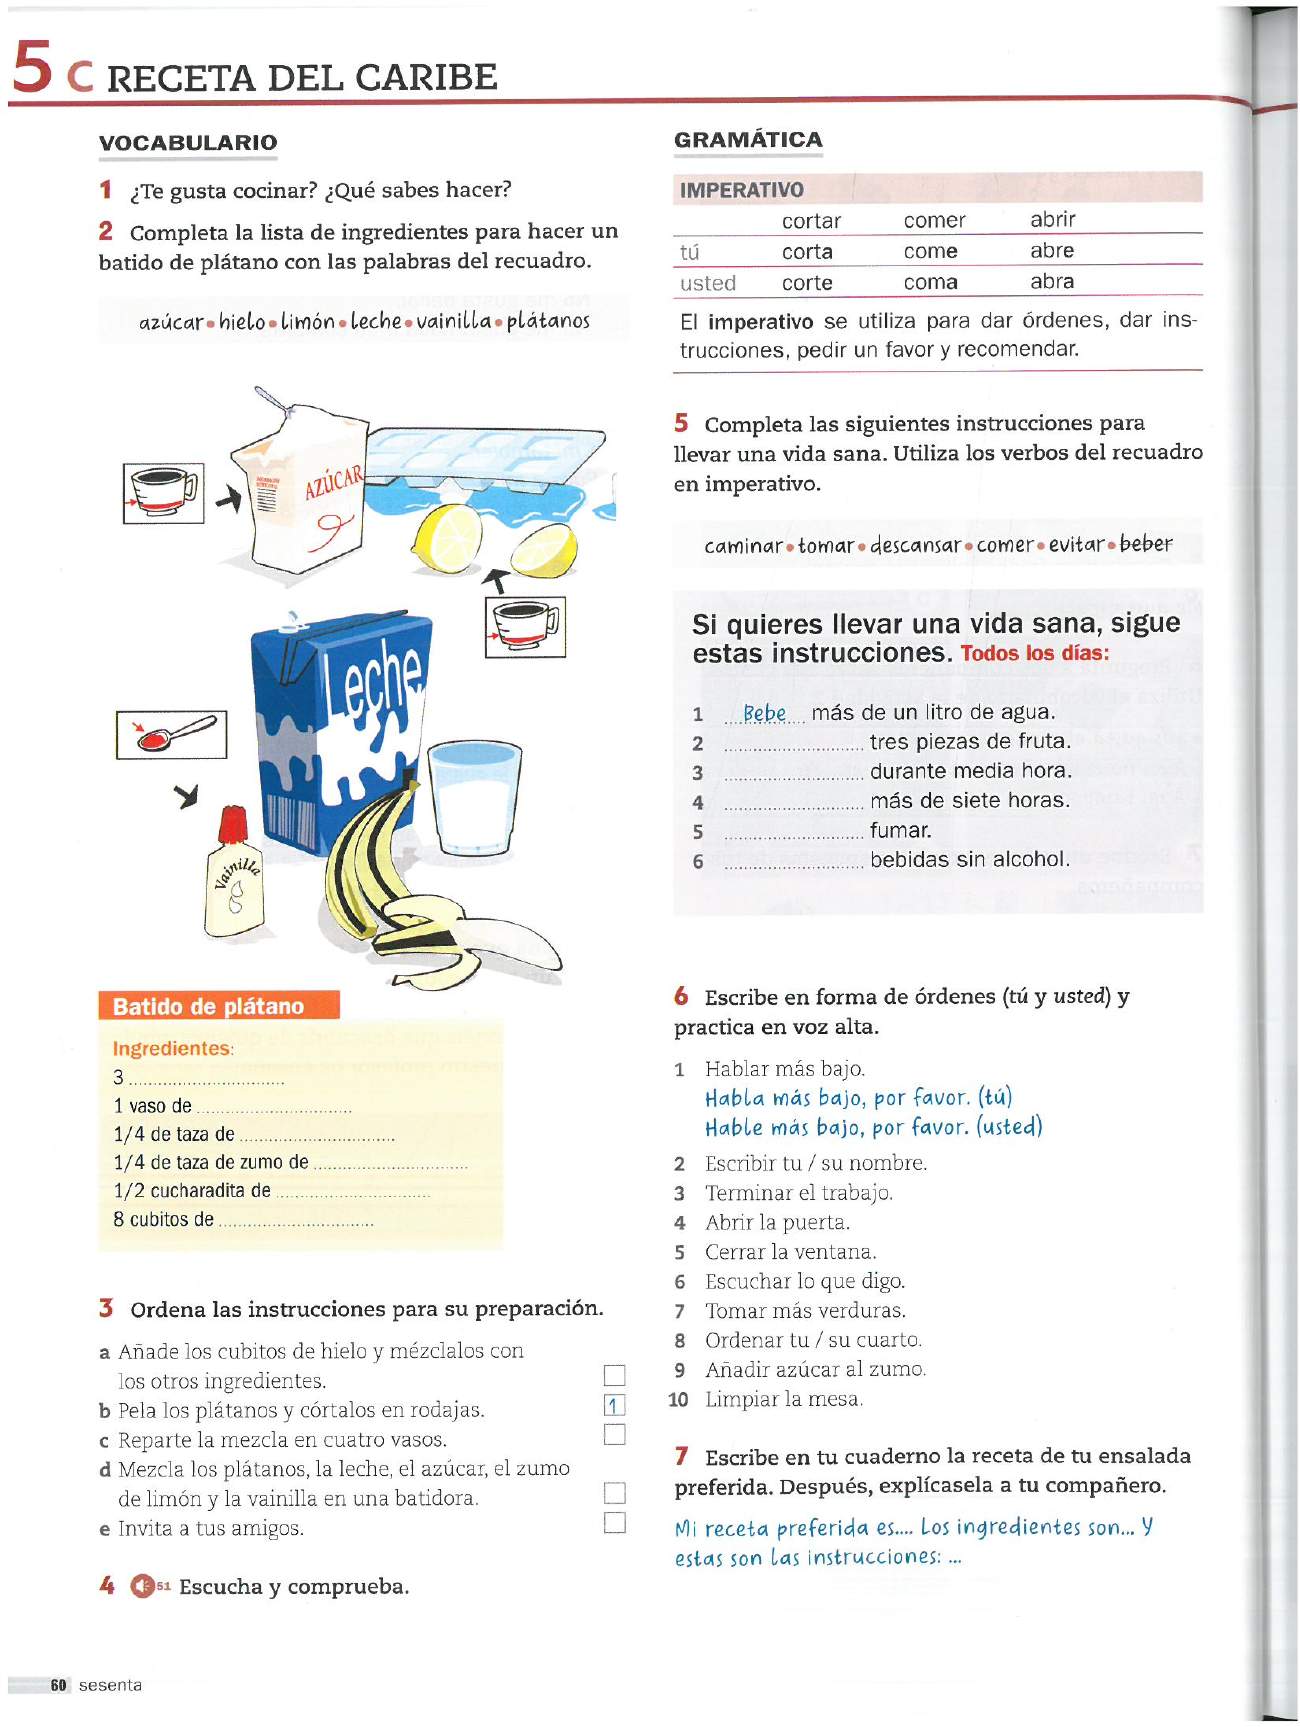 5 C RECETA DEL CARIBE
VOCABULARIO
1 ¿Te gusta cocinar? ¿Qué sabes hacer?
2 Completa la lista de ingredientes para hacer un
batido de plátano con las palabras del recuadro.
azúcar • hielo • limón • leche • vainilla • plátanos
AZÚCAR
Leche
Vainilla
Batido de plátano
Ingredientes:
3 ................................
1 vaso de ................................
1/4 de taza de ................................
1/4 de taza de zumo de ................................
1/2 cucharadita de ................................
8 cubitos de ................................
3 Ordena las instrucciones para su preparación.
a Añade los cubitos de hielo y mézclalos con
los otros ingredientes.
b Pela los plátanos y córtalos en rodajas. 1
c Reparte la mezcla en cuatro vasos.
d Mezcla los plátanos, la leche, el azúcar, el zumo
de limón y la vainilla en una batidora.
e Invita a tus amigos.
4 51 Escucha y comprueba.
60 sesenta
GRAMÁTICA
IMPERATIVO
cortar comer abrir
tú corta come abre
usted corte coma abra
El imperativo se utiliza para dar órdenes, dar ins-
trucciones, pedir un favor y recomendar.
5 Completa las siguientes instrucciones para
llevar una vida sana. Utiliza los verbos del recuadro
en imperativo.
caminar • tomar • descansar • comer • evitar • beber
Si quieres llevar una vida sana, sigue
estas instrucciones. Todos los días:
1 ....Bebe.... más de un litro de agua.
2 ............................ tres piezas de fruta.
3 ............................ durante media hora.
4 ............................ más de siete horas.
5 ............................ fumar.
6 ............................ bebidas sin alcohol.
6 Escribe en forma de órdenes (tú y usted) y
practica en voz alta.
1 Hablar más bajo.
Habla más bajo, por favor. (tú)
Hable más bajo, por favor. (usted)
2 Escribir tu / su nombre.
3 Terminar el trabajo.
4 Abrir la puerta.
5 Cerrar la ventana.
6 Escuchar lo que digo.
7 Tomar más verduras.
8 Ordenar tu / su cuarto.
9 Añadir azúcar al zumo.
10 Limpiar la mesa.
7 Escribe en tu cuaderno la receta de tu ensalada
preferida. Después, explícasela a tu compañero.
Mi receta preferida es.... Los ingredientes son... Y
estas son las instrucciones: ...